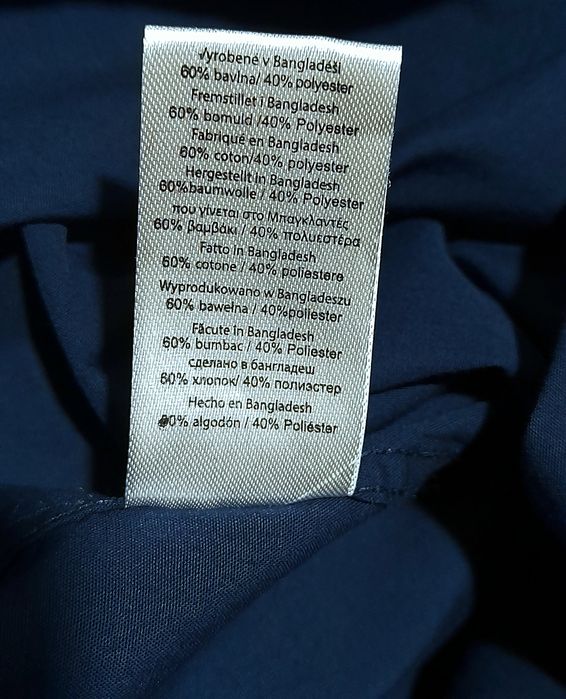 Vyrobené v Bangladéši
60% bavlna/ 40% polyester
Fremstillet i Bangladesh
60% bomuld /40% Polyester
Fabriqué en Bangladesh
60% coton/40% polyester
Hergestellt in Bangladesh
60%baumwolle / 40% Polyester
που γίνεται στο Μπαγκλαντές
60% βαμβάκι / 40% πολυεστέρα
Fatto in Bangladesh
60% cotone / 40% poliestere
Wyprodukowano w Bangladeszu
60% bawełna / 40%poliester
Făcute în Bangladesh
60% bumbac / 40% Poliester
сделано в бангладеш
60% хлопок/ 40% полиэстер
Hecho en Bangladesh
60% algodón / 40% Poliéster